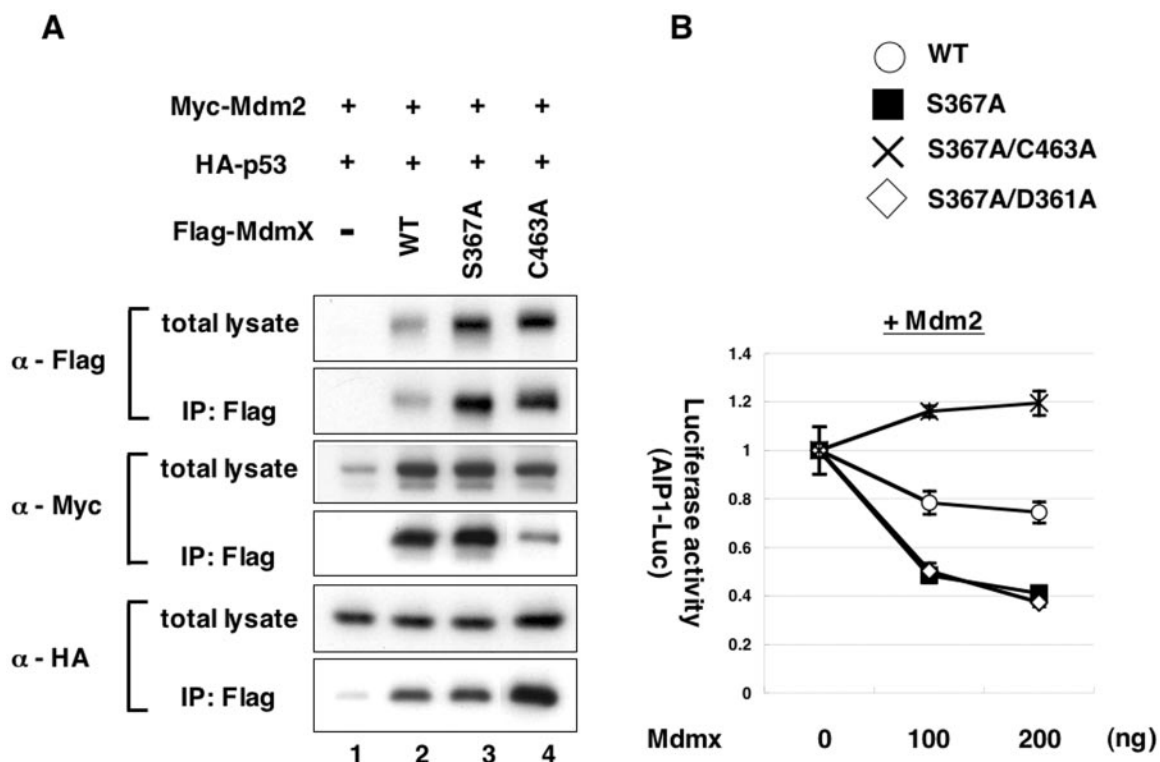 A
Myc-Mdm2 + + + +
HA-p53 + + + +
Flag-MdmX - WT S367A C463A
α - Flag
total lysate
IP: Flag
α - Myc
total lysate
IP: Flag
α - HA
total lysate
IP: Flag
1 2 3 4
B
WT
S367A
S367A/C463A
S367A/D361A
+ Mdm2
Luciferase activity
(AIP1-Luc)
1.4
1.2
1
0.8
0.6
0.4
0.2
0
Mdmx 0 100 200 (ng)